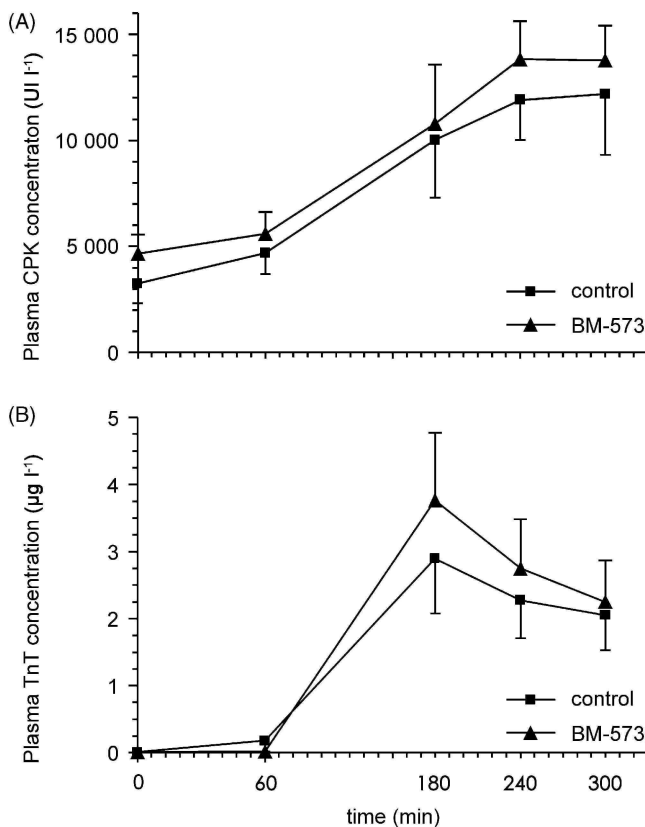 (A)
Plasma CPK concentraton (UI l⁻¹)
15 000
10 000
5 000
0
control
BM-573
(B)
Plasma TnT concentration (µg l⁻¹)
5
4
3
2
1
0
control
BM-573
0 60 180 240 300
time (min)